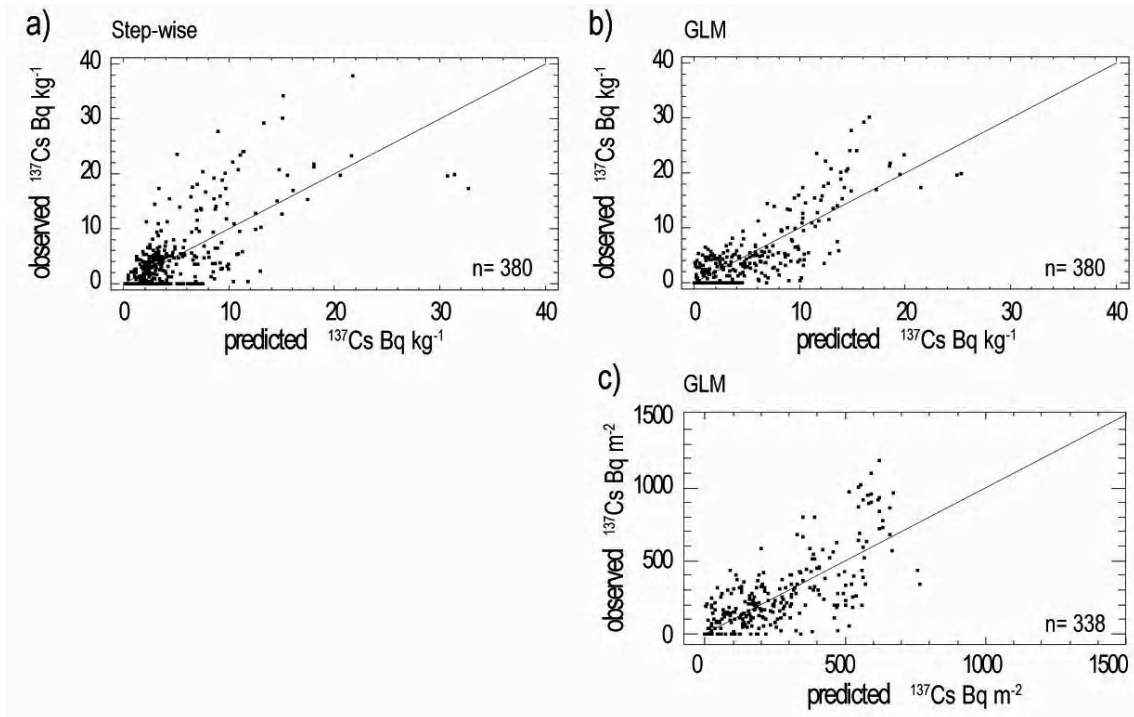 a) Step-wise
40
30
20
10
0
observed ¹³⁷Cs Bq kg⁻¹
n= 380
0 10 20 30 40
predicted ¹³⁷Cs Bq kg⁻¹
b) GLM
40
30
20
10
0
observed ¹³⁷Cs Bq kg⁻¹
n= 380
0 10 20 30 40
predicted ¹³⁷Cs Bq kg⁻¹
c) GLM
1500
1000
500
0
observed ¹³⁷Cs Bq m⁻²
n= 338
0 500 1000 1500
predicted ¹³⁷Cs Bq m⁻²